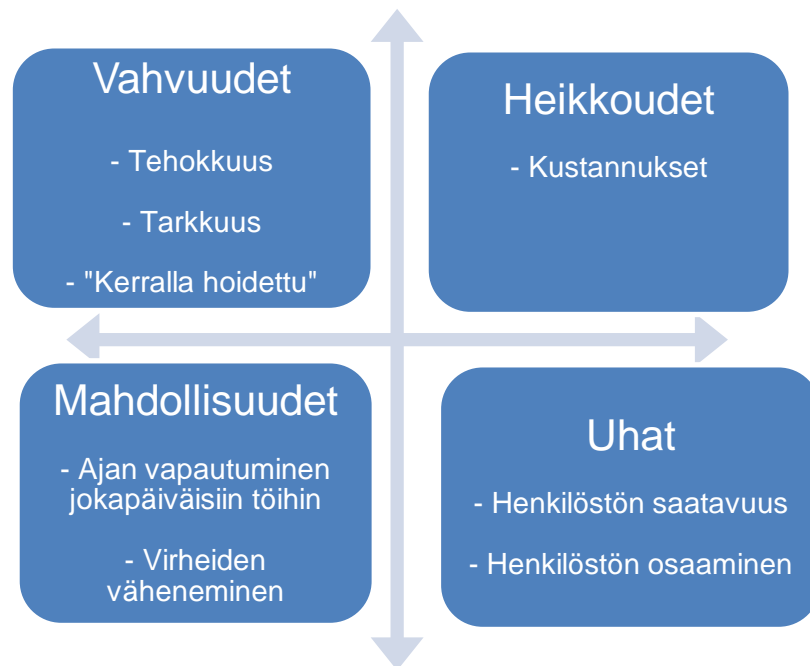 Vahvuudet
- Tehokkuus
- Tarkkuus
- "Kerralla hoidettu"
Heikkoudet
- Kustannukset
Mahdollisuudet
- Ajan vapautuminen
jokapäiväisiin töihin
- Virheiden
väheneminen
Uhat
- Henkilöstön saatavuus
- Henkilöstön osaaminen